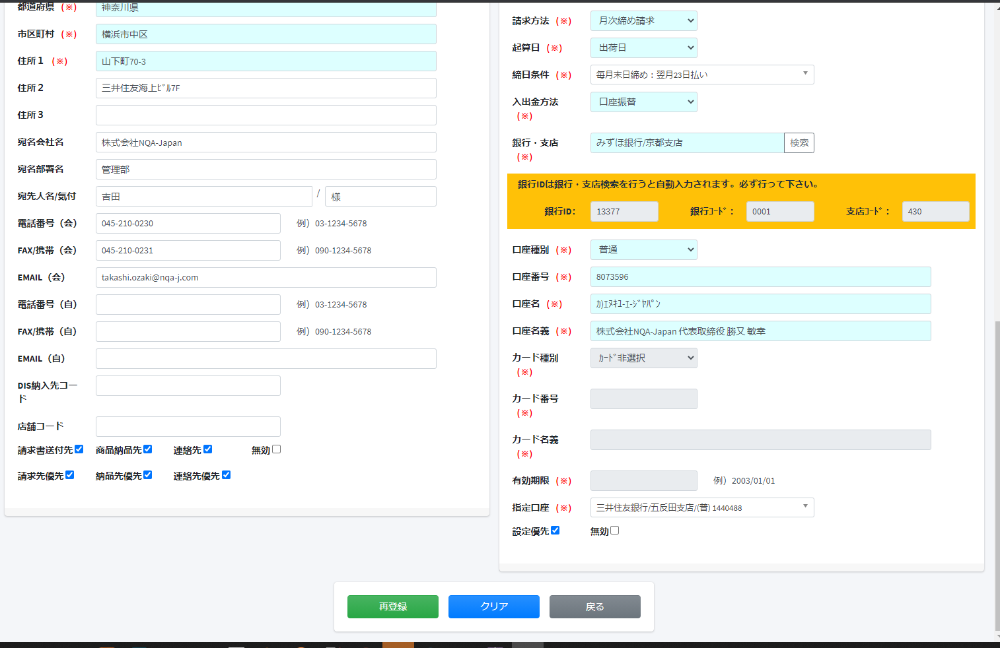 都道府県 (※) 神奈川県
市区町村 (※) 横浜市中区
住所１ (※) 山下町70-3
住所２ 三井住友海上ﾋﾞﾙ7F
住所３
宛名会社名 株式会社NQA-Japan
宛名部署名 管理部
宛先人名/気付 吉田 / 様
電話番号（会） 045-210-0230 例）03-1234-5678
FAX/携帯（会） 045-210-0231 例）090-1234-5678
EMAIL（会） takashi.ozaki@nqa-j.com
電話番号（自） 例）03-1234-5678
FAX/携帯（自） 例）090-1234-5678
EMAIL（自）
DIS納入先コー
ド
店舗コード
請求書送付先 商品納品先 連絡先 無効
請求先優先 納品先優先 連絡先優先
請求方法 (※) 月次締め請求
起算日 (※) 出荷日
締日条件 (※) 毎月末日締め：翌月23日払い
入出金方法 口座振替
(※)
銀行・支店 みずほ銀行/京都支店 検索
(※)
銀行IDは銀行・支店検索を行うと自動入力されます。必ず行って下さい。
銀行ID： 13377 銀行ｺｰﾄﾞ： 0001 支店ｺｰﾄﾞ： 430
口座種別 (※) 普通
口座番号 (※) 8073596
口座名 (※) ｶ)ｴﾇｷﾕ-ｴ-ｼﾞﾔﾊﾟﾝ
口座名義 (※) 株式会社NQA-Japan 代表取締役 勝又 敏幸
カード種別 ｶｰﾄﾞ非選択
(※)
カード番号
(※)
カード名義
(※)
有効期限 (※) 例）2003/01/01
指定口座 (※) 三井住友銀行/五反田支店/(普) 1440488
設定優先 無効
再登録 クリア 戻る